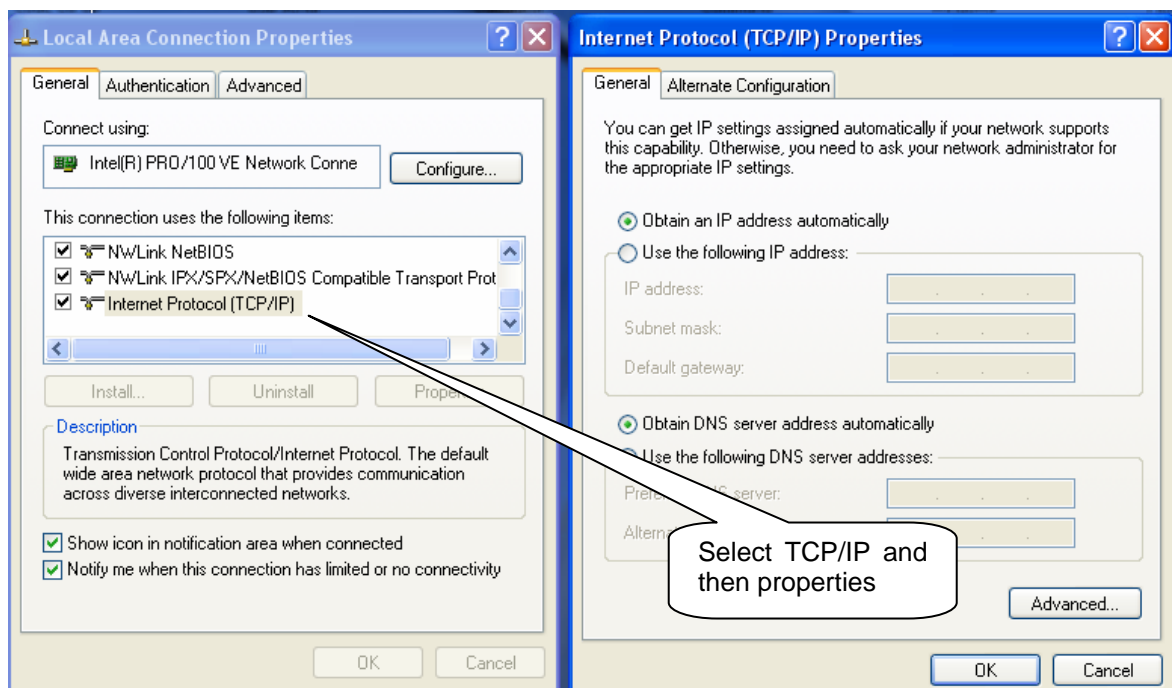 Local Area Connection Properties
General Authentication Advanced
Connect using:
Intel(R) PRO/100 VE Network Conne
Configure...
This connection uses the following items:
NWLink NetBIOS
NWLink IPX/SPX/NetBIOS Compatible Transport Prot
Internet Protocol (TCP/IP)
Install... Uninstall
Description
Transmission Control Protocol/Internet Protocol. The default
wide area network protocol that provides communication
across diverse interconnected networks.
Show icon in notification area when connected
Notify me when this connection has limited or no connectivity
OK Cancel
Internet Protocol (TCP/IP) Properties
General Alternate Configuration
You can get IP settings assigned automatically if your network supports
this capability. Otherwise, you need to ask your network administrator for
the appropriate IP settings.
Obtain an IP address automatically
Use the following IP address:
IP address:
Subnet mask:
Default gateway:
Obtain DNS server address automatically
Use the following DNS server addresses:
server:
Select TCP/IP and
then properties
Advanced...
OK Cancel